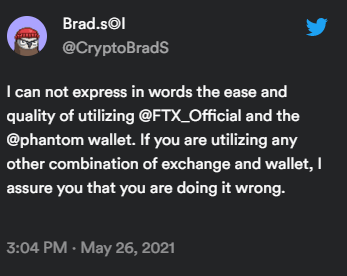 Brad.s◎l
@CryptoBradS
I can not express in words the ease and
quality of utilizing @FTX_Official and the
@phantom wallet. If you are utilizing any
other combination of exchange and wallet, I
assure you that you are doing it wrong.
3:04 PM · May 26, 2021